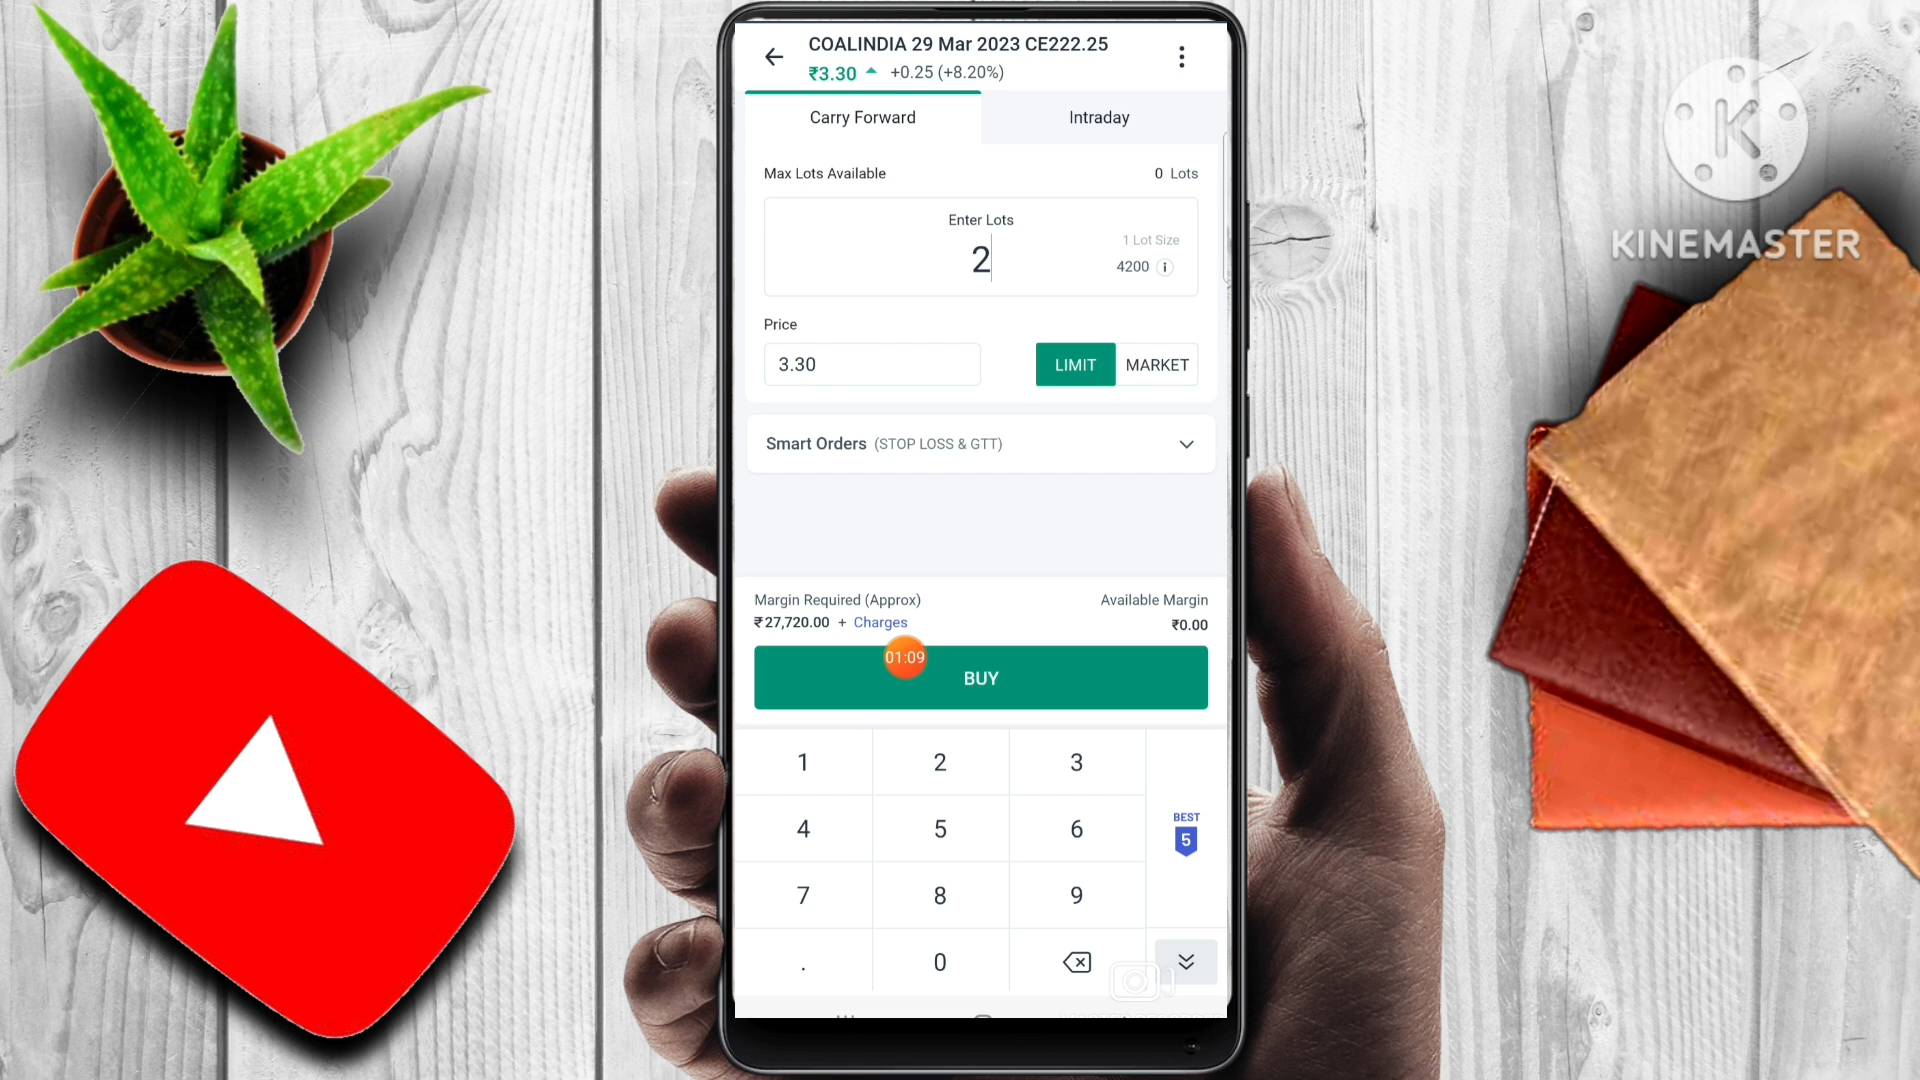 COALINDIA 29 Mar 2023 CE222.25
₹3.30 +0.25 (+8.20%)
Carry Forward
Intraday
Max Lots Available
0 Lots
Enter Lots
2
1 Lot Size
4200 i
Price
3.30
LIMIT
MARKET
Smart Orders (STOP LOSS & GTT)
Margin Required (Approx)
Available Margin
₹27,720.00 + Charges
₹0.00
01:09
BUY
1 2 3
4 5 6
BEST
5
7 8 9
. 0
K
KINEMASTER